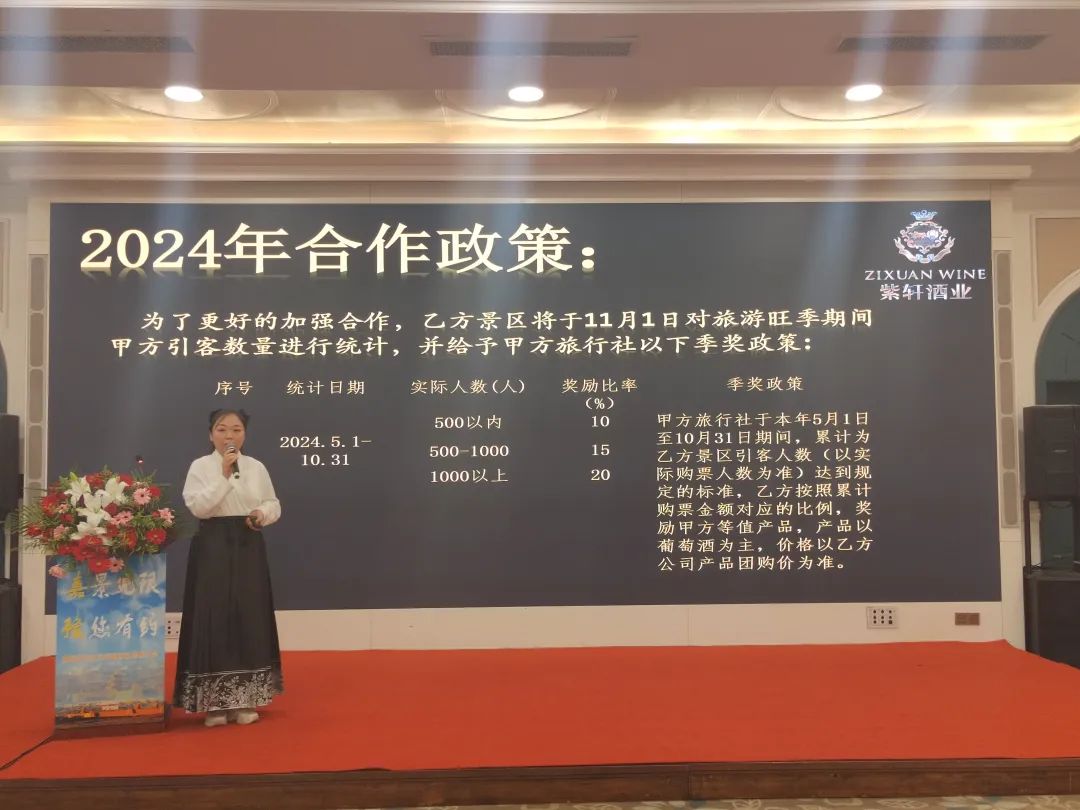 2024年合作政策：
ZIXUAN WINE
紫轩酒业
为了更好的加强合作，乙方景区将于11月1日对旅游旺季期间
甲方引客数量进行统计，并给予甲方旅行社以下季奖政策：
序号 统计日期 实际人数(人) 奖励比率 季奖政策
(%)
500以内 10
2024.5.1-
10.31
500-1000 15
1000以上 20
甲方旅行社于本年5月1日
至10月31日期间，累计为
乙方景区引客人数（以实
际购票人数为准）达到规
定的标准，乙方按照累计
购票金额对应的比例，奖
励甲方等值产品，产品以
葡萄酒为主，价格以乙方
公司产品团购价为准。
嘉景无限
您有约